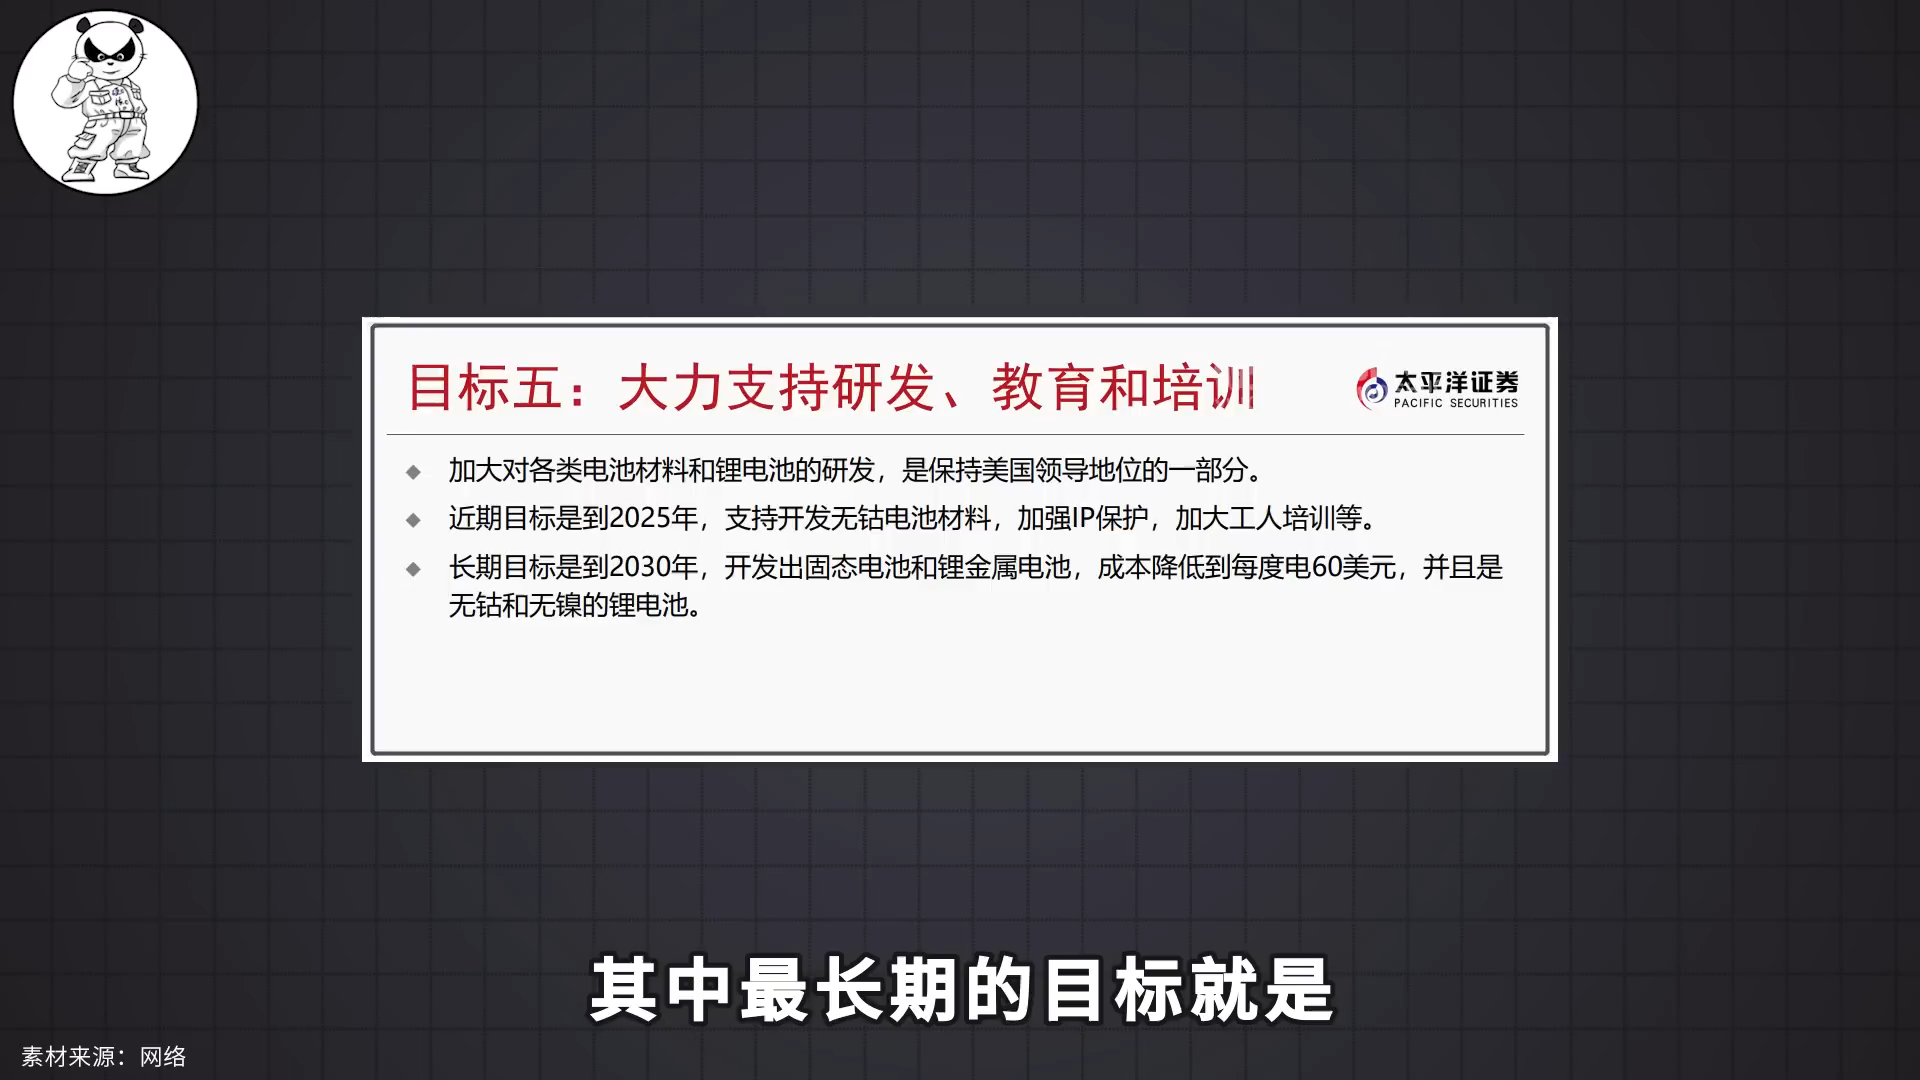 目标五：大力支持研发、教育和培训
太平洋证券
PACIFIC SECURITIES
加大对各类电池材料和锂电池的研发，是保持美国领导地位的一部分。
近期目标是到2025年，支持开发无钴电池材料，加强IP保护，加大工人培训等。
长期目标是到2030年，开发出固态电池和锂金属电池，成本降低到每度电60美元，并且是
无钴和无镍的锂电池。
其中最长期的目标就是
素材来源：网络